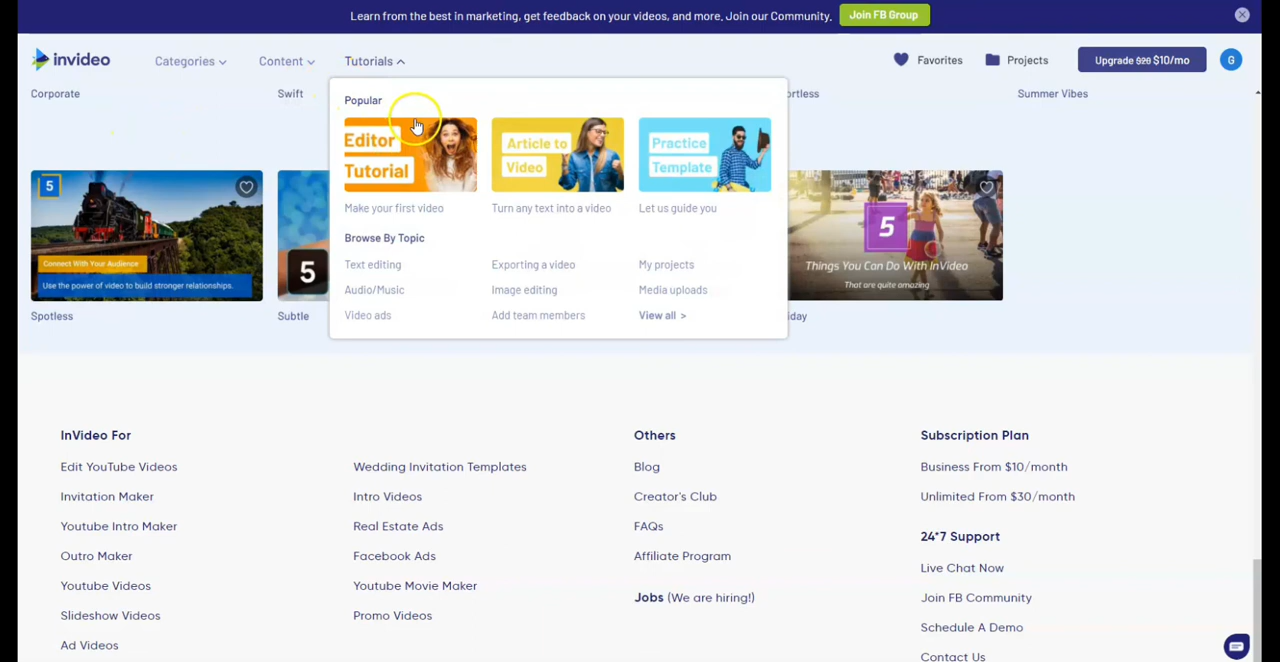 Learn from the best in marketing, get feedback on your videos, and more. Join our Community. Join FB Group
invideo Categories Content Tutorials Favorites Projects Upgrade $20 $10/mo G
Corporate Swift Summer Vibes
Popular
Editor Tutorial
Article to Video
Practice Template
Make your first video Turn any text into a video Let us guide you
Browse By Topic
Text editing Exporting a video My projects
Audio/Music Image editing Media uploads
Video ads Add team members View all >
5
Connect With Your Audience
Use the power of video to build stronger relationships.
5
5
Things You Can Do With InVideo
That are quite amazing
Spotless Subtle
InVideo For Others Subscription Plan
Edit YouTube Videos Wedding Invitation Templates Blog Business From $10/month
Invitation Maker Intro Videos Creator's Club Unlimited From $30/month
Youtube Intro Maker Real Estate Ads FAQs
24*7 Support
Outro Maker Facebook Ads Affiliate Program
Live Chat Now
Youtube Videos Youtube Movie Maker
Jobs (We are hiring!) Join FB Community
Slideshow Videos Promo Videos
Schedule A Demo
Ad Videos
Contact Us